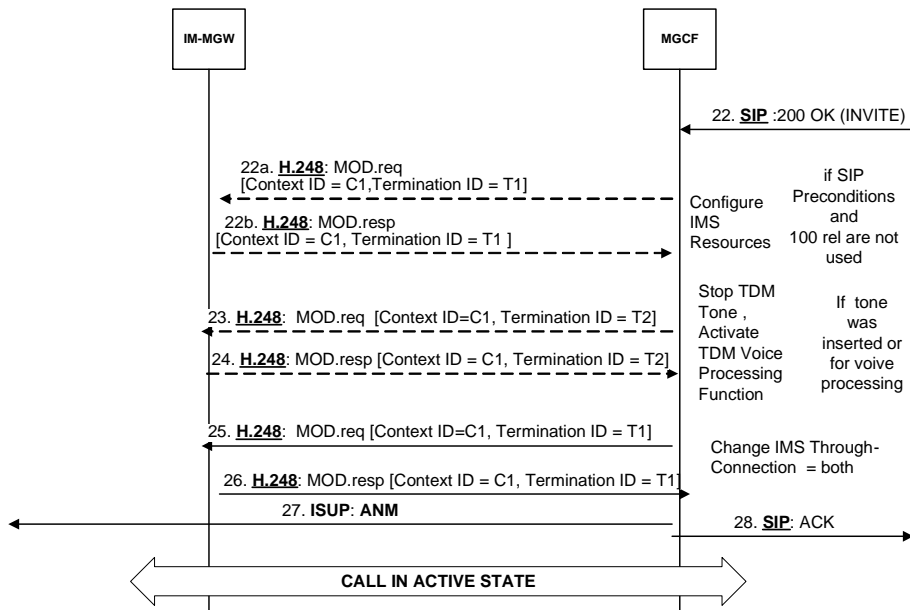 IM-MGW
MGCF
22. SIP :200 OK (INVITE)
22a. H.248: MOD.req
[Context ID = C1,Termination ID = T1]
22b. H.248: MOD.resp
[Context ID = C1, Termination ID = T1 ]
Configure
IMS
Resources
if SIP
Preconditions
and
100 rel are not
used
23. H.248: MOD.req [Context ID=C1, Termination ID = T2]
24. H.248: MOD.resp [Context ID = C1, Termination ID = T2]
Stop TDM
Tone ,
Activate
TDM Voice
Processing
Function
If tone
was
inserted or
for voive
processing
25. H.248: MOD.req [Context ID=C1, Termination ID = T1]
26. H.248: MOD.resp [Context ID = C1, Termination ID = T1]
Change IMS Through-
Connection = both
27. ISUP: ANM
28. SIP: ACK
CALL IN ACTIVE STATE